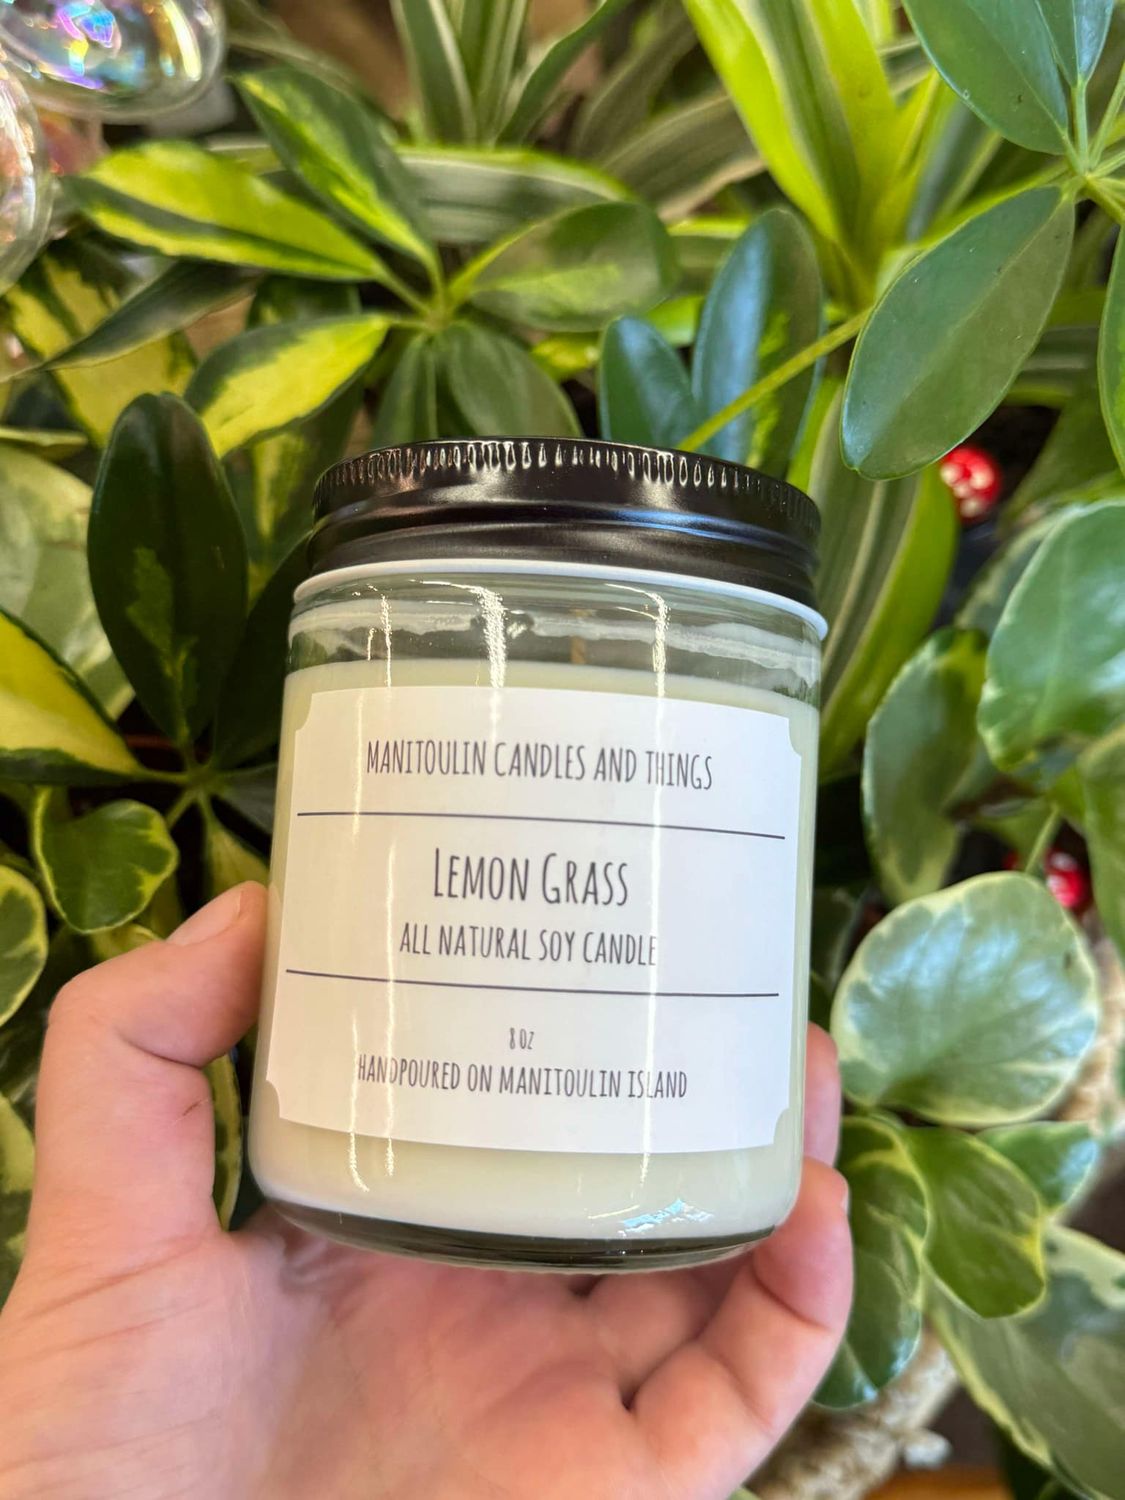 MANITOULIN CANDLES AND THINGS
LEMON GRASS
ALL NATURAL SOY CANDLE
8 OZ
HANDPOURED ON MANITOULIN ISLAND